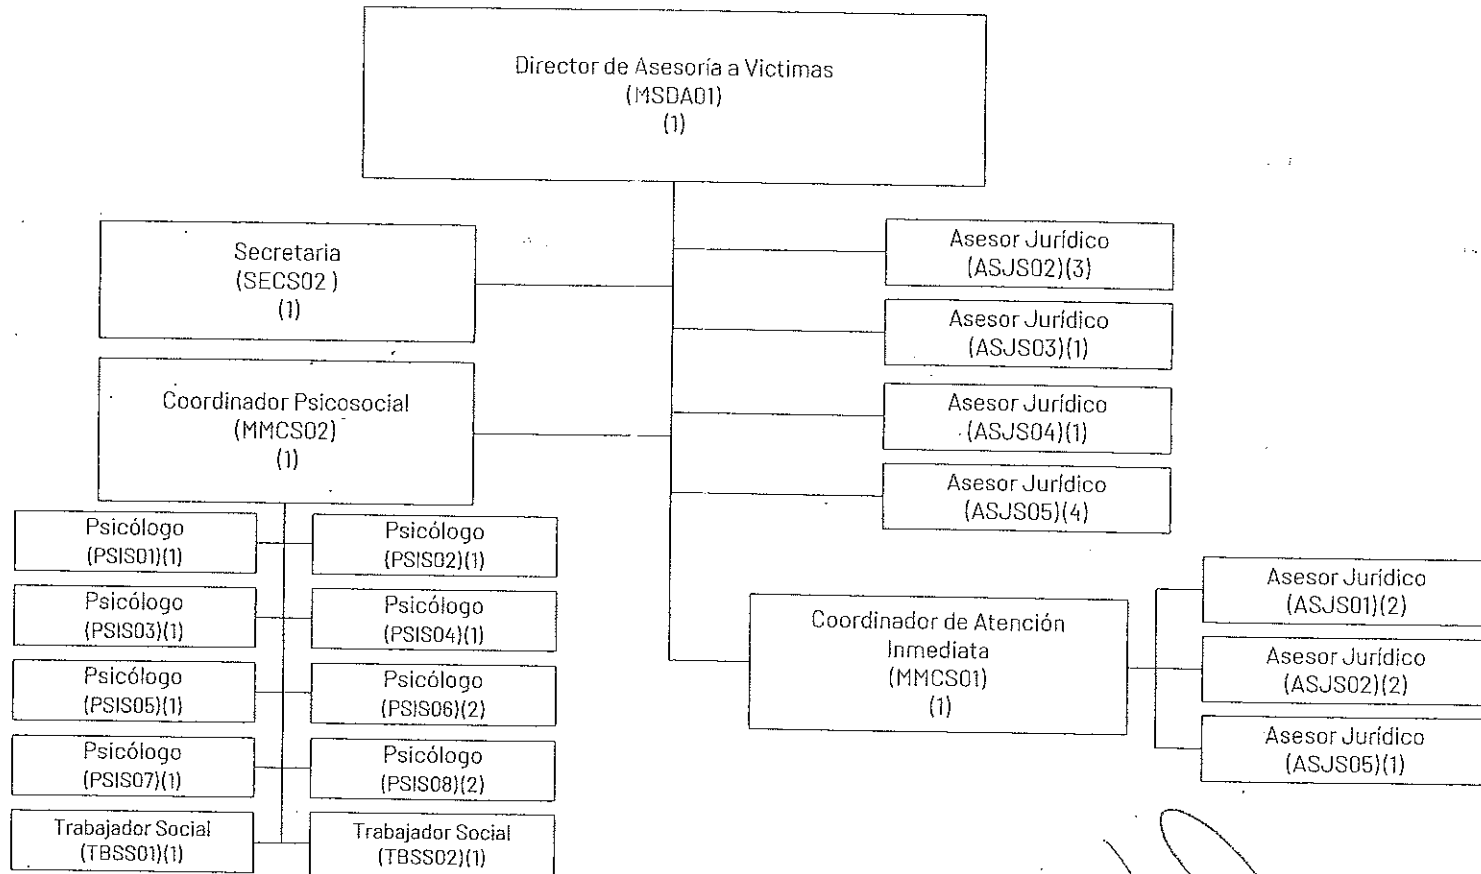 Director de Asesoría a Victimas
(MSDA01)
(1)
Secretaria
(SECS02 )
(1)
Coordinador Psicosocial
(MMCS02)
(1)
Psicólogo
(PSIS01)(1)
Psicólogo
(PSIS02)(1)
Psicólogo
(PSIS03)(1)
Psicólogo
(PSIS04)(1)
Psicólogo
(PSIS05)(1)
Psicólogo
(PSIS06)(2)
Psicólogo
(PSIS07)(1)
Psicólogo
(PSIS08)(2)
Trabajador Social
(TBSS01)(1)
Trabajador Social
(TBSS02)(1)
Asesor Jurídico
(ASJS02)(3)
Asesor Jurídico
(ASJS03)(1)
Asesor Jurídico
(ASJS04)(1)
Asesor Jurídico
(ASJS05)(4)
Coordinador de Atención
Inmediata
(MMCS01)
(1)
Asesor Jurídico
(ASJS01)(2)
Asesor Jurídico
(ASJS02)(2)
Asesor Jurídico
(ASJS05)(1)